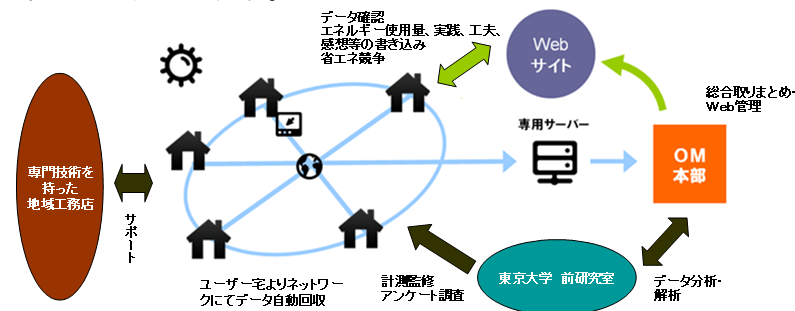 データ確認
エネルギー使用量、実践、工夫、
感想等の書き込み
省エネ競争
Web
サイト
総合取りまとめ・
Web管理
専用サーバー
OM
本部
専門技術を
持った
地域工務店
サポート
ユーザー宅よりネットワー
クにてデータ自動回収
計測監修
アンケート調査
東京大学 前研究室
データ分析・
解析